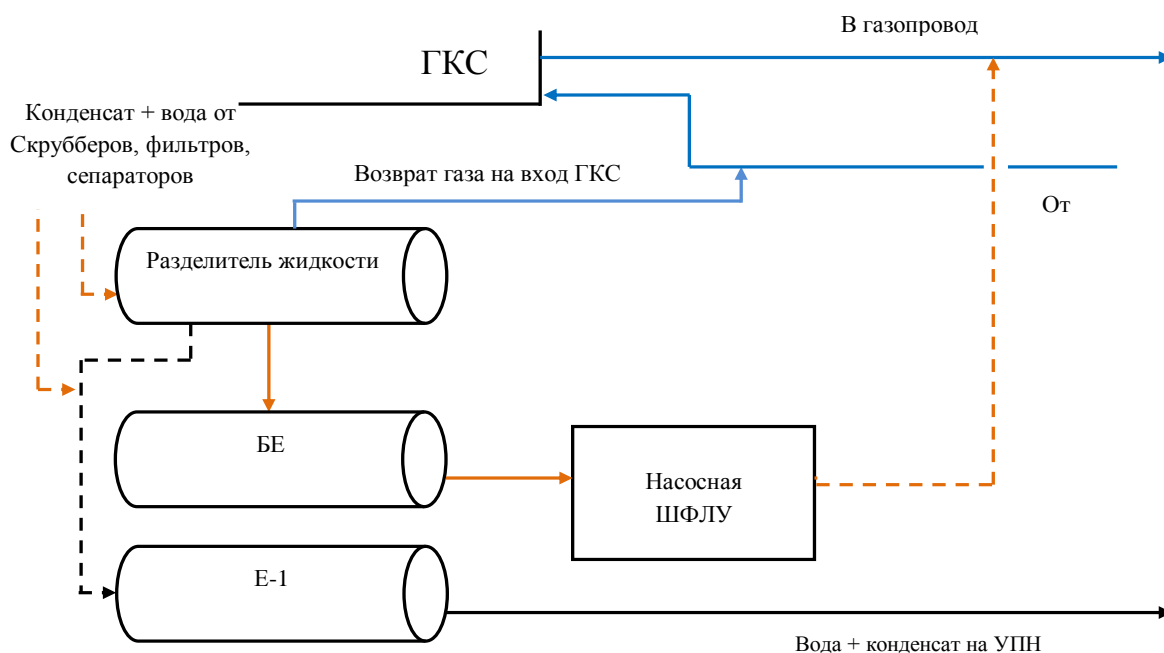 В газопровод
ГКС
Конденсат + вода от
Скрубберов, фильтров,
сепараторов
Возврат газа на вход ГКС
От
Разделитель жидкости
БЕ
Насосная
ШФЛУ
Е-1
Вода + конденсат на УПН